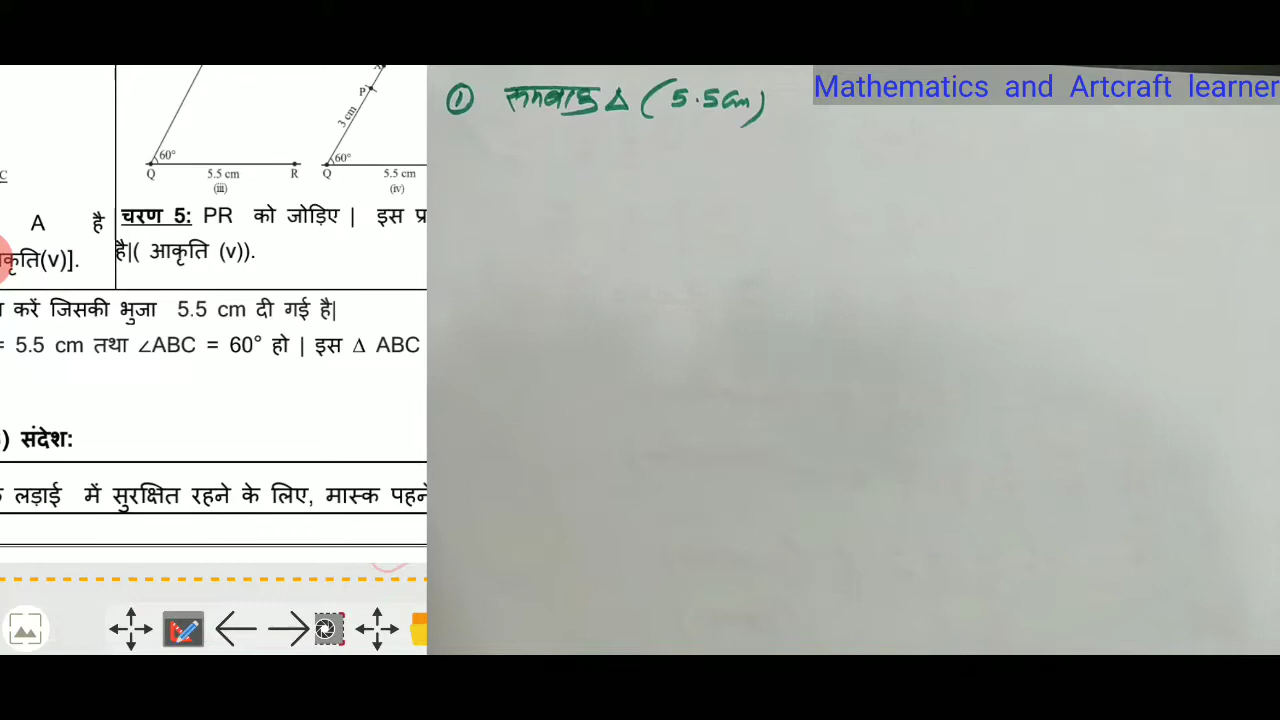 Mathematics and Artcraft learner
① समबाहु Δ (5.5cm)
P
3 cm
60°
Q 5.5 cm R
(iii)
60°
Q 5.5 cm
(iv)
C
A है
कृति(v)].
चरण 5: PR को जोड़िए | इस प्र
है|( आकृति (v)).
करें जिसकी भुजा 5.5 cm दी गई है|
= 5.5 cm तथा ∠ABC = 60° हो | इस Δ ABC
) संदेश:
लड़ाई में सुरक्षित रहने के लिए, मास्क पहने